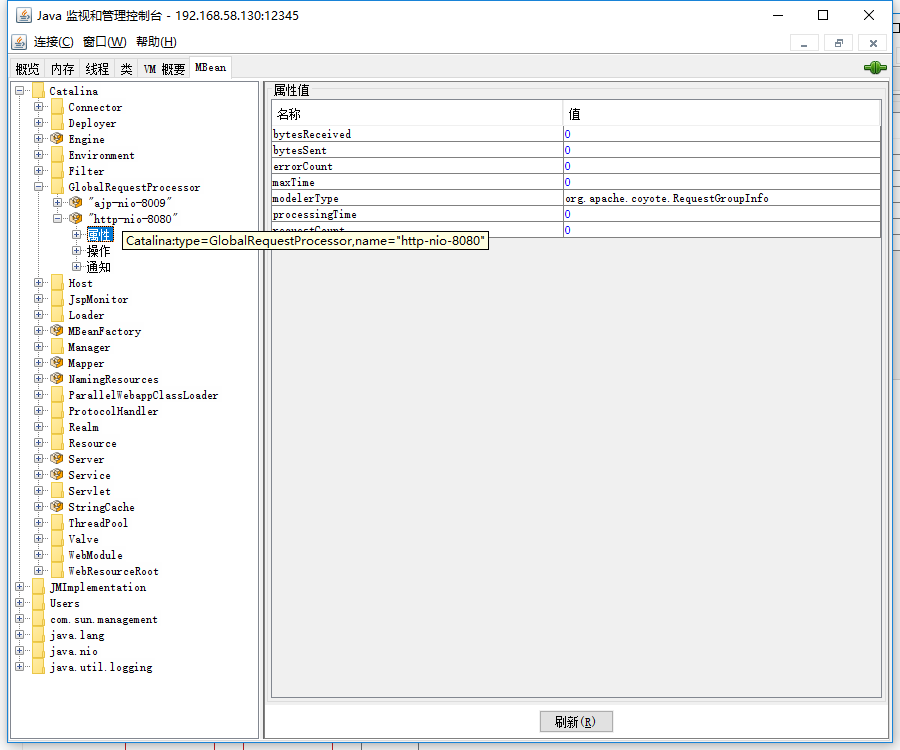 Java 监视和管理控制台 - 192.168.58.130:12345
连接(C) 窗口(W) 帮助(H)
概览 内存 线程 类 VM 概要 MBean
Catalina
Connector
Deployer
Engine
Environment
Filter
GlobalRequestProcessor
"ajp-nio-8009"
"http-nio-8080"
属性
操作
通知
Host
JspMonitor
Loader
MBeanFactory
Manager
Mapper
NamingResources
ParallelWebappClassLoader
ProtocolHandler
Realm
Resource
Server
Service
Servlet
StringCache
ThreadPool
Valve
WebModule
WebResourceRoot
JMImplementation
Users
com.sun.management
java.lang
java.nio
java.util.logging
Catalina:type=GlobalRequestProcessor,name="http-nio-8080"
属性值
名称 值
bytesReceived 0
bytesSent 0
errorCount 0
maxTime 0
modelerType org.apache.coyote.RequestGroupInfo
processingTime 0
requestCount 0
刷新(R)